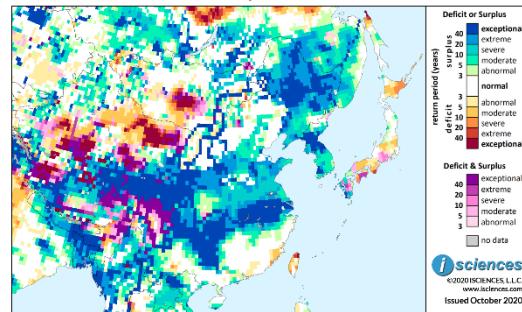 Deficit or Surplus
return period (years)
surplus
deficit
40
20
10
5
3
exceptional
extreme
severe
moderate
abnormal
normal
3
5
10
20
40
abnormal
moderate
severe
extreme
exceptional
Deficit & Surplus
40
20
10
5
3
exceptional
extreme
severe
moderate
abnormal
no data
i sciences
©2020 ISCIENCES, L.L.C.
www.isciences.com
Issued October 2020